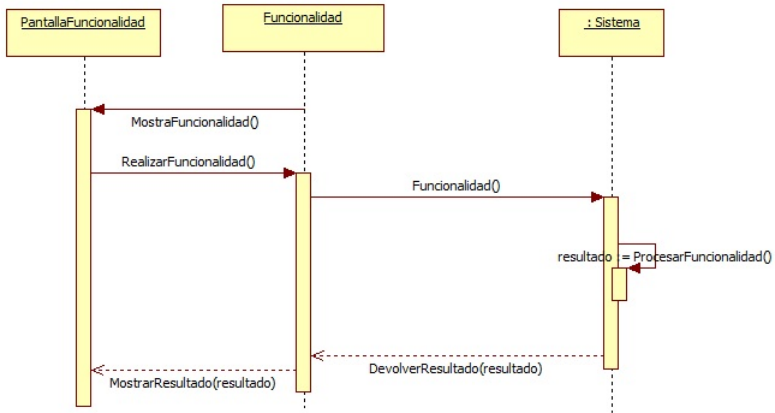 PantallaFuncionalidad
Funcionalidad
: Sistema
MostraFuncionalidad()
RealizarFuncionalidad()
Funcionalidad()
resultado := ProcesarFuncionalidad()
DevolverResultado(resultado)
MostrarResultado(resultado)